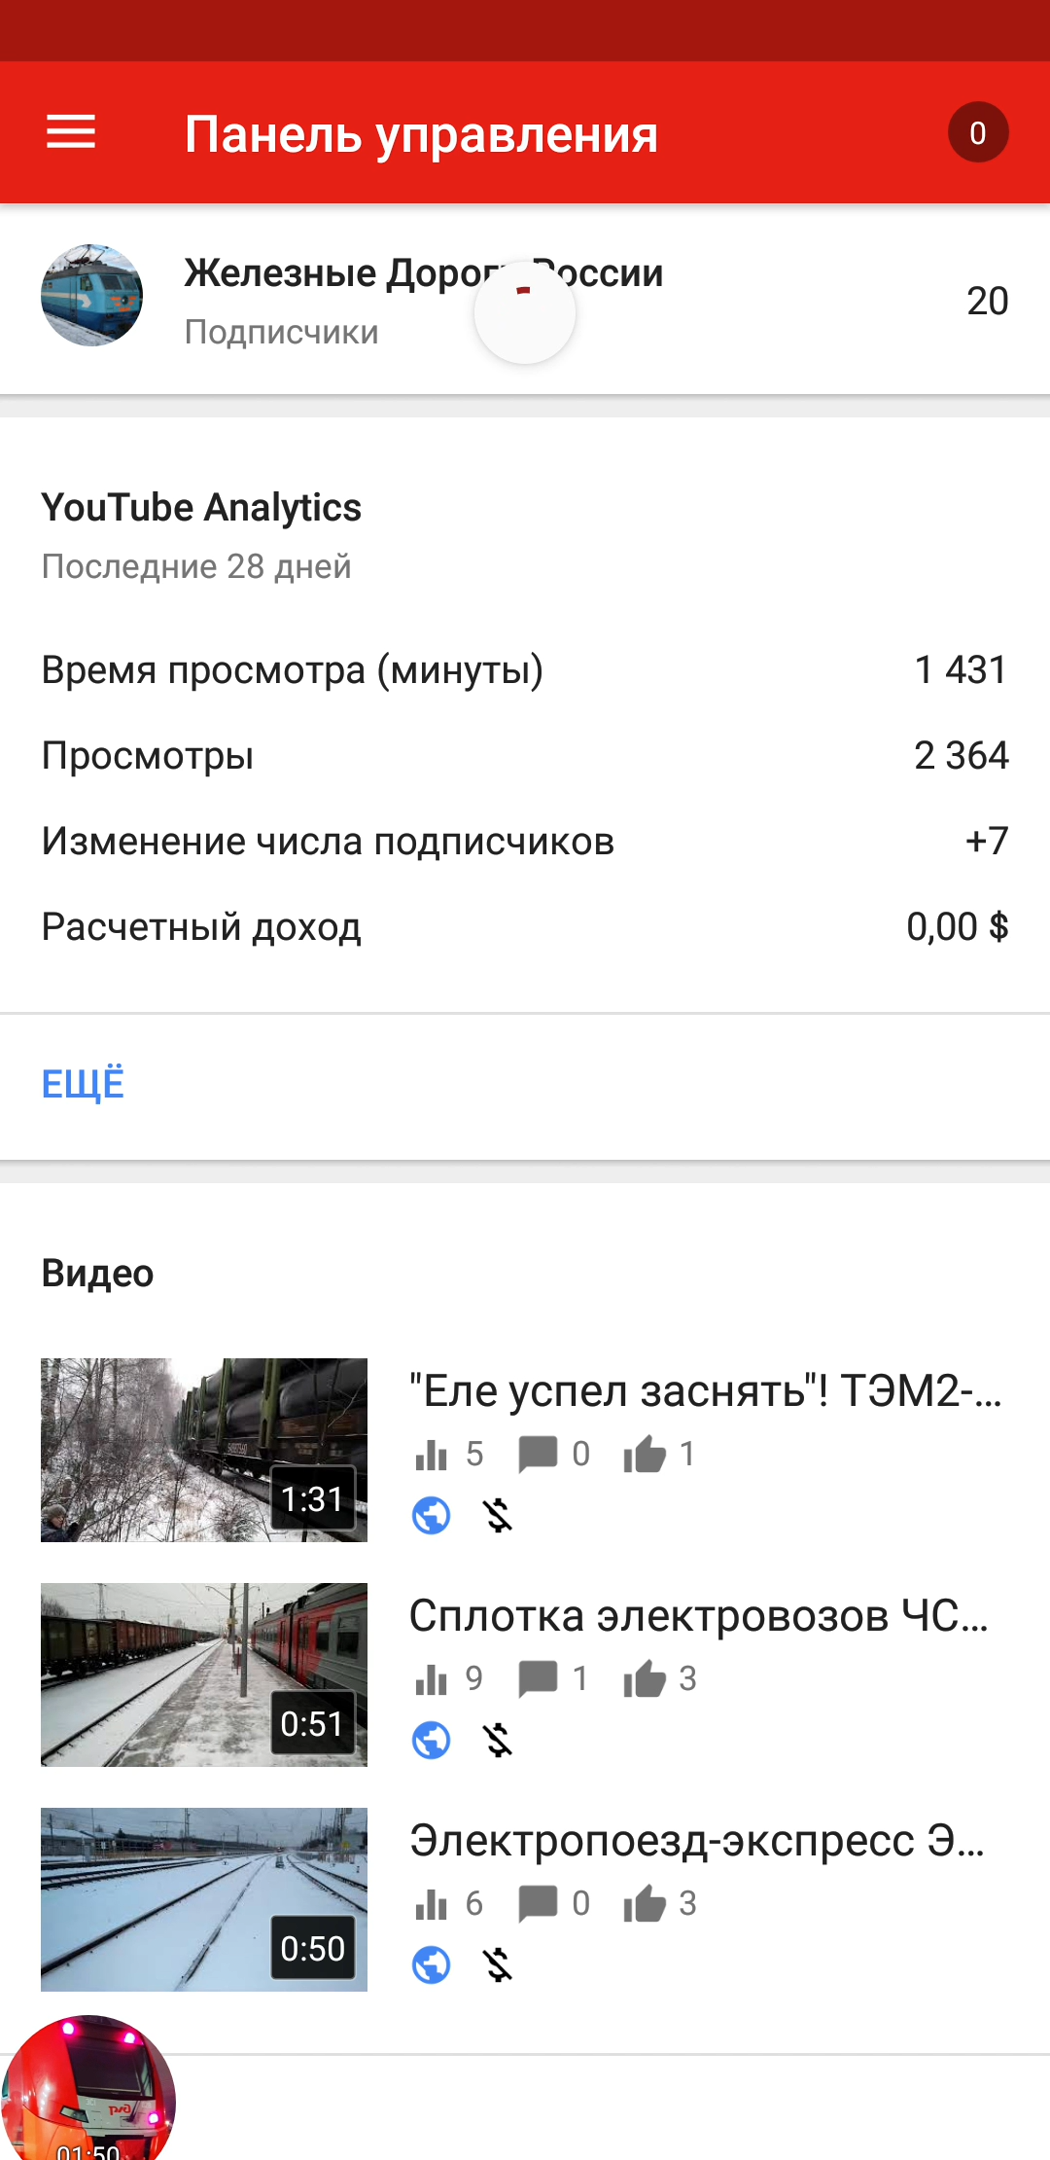 Панель управления
0
Железные Дороги России
Подписчики
20
YouTube Analytics
Последние 28 дней
Время просмотра (минуты)
1 431
Просмотры
2 364
Изменение числа подписчиков
+7
Расчетный доход
0,00 $
ЕЩЁ
Видео
"Еле успел заснять"! ТЭМ2-...
5 0 1
1:31
Сплотка электровозов ЧС...
9 1 3
0:51
Электропоезд-экспресс Э...
6 0 3
0:50
01:50